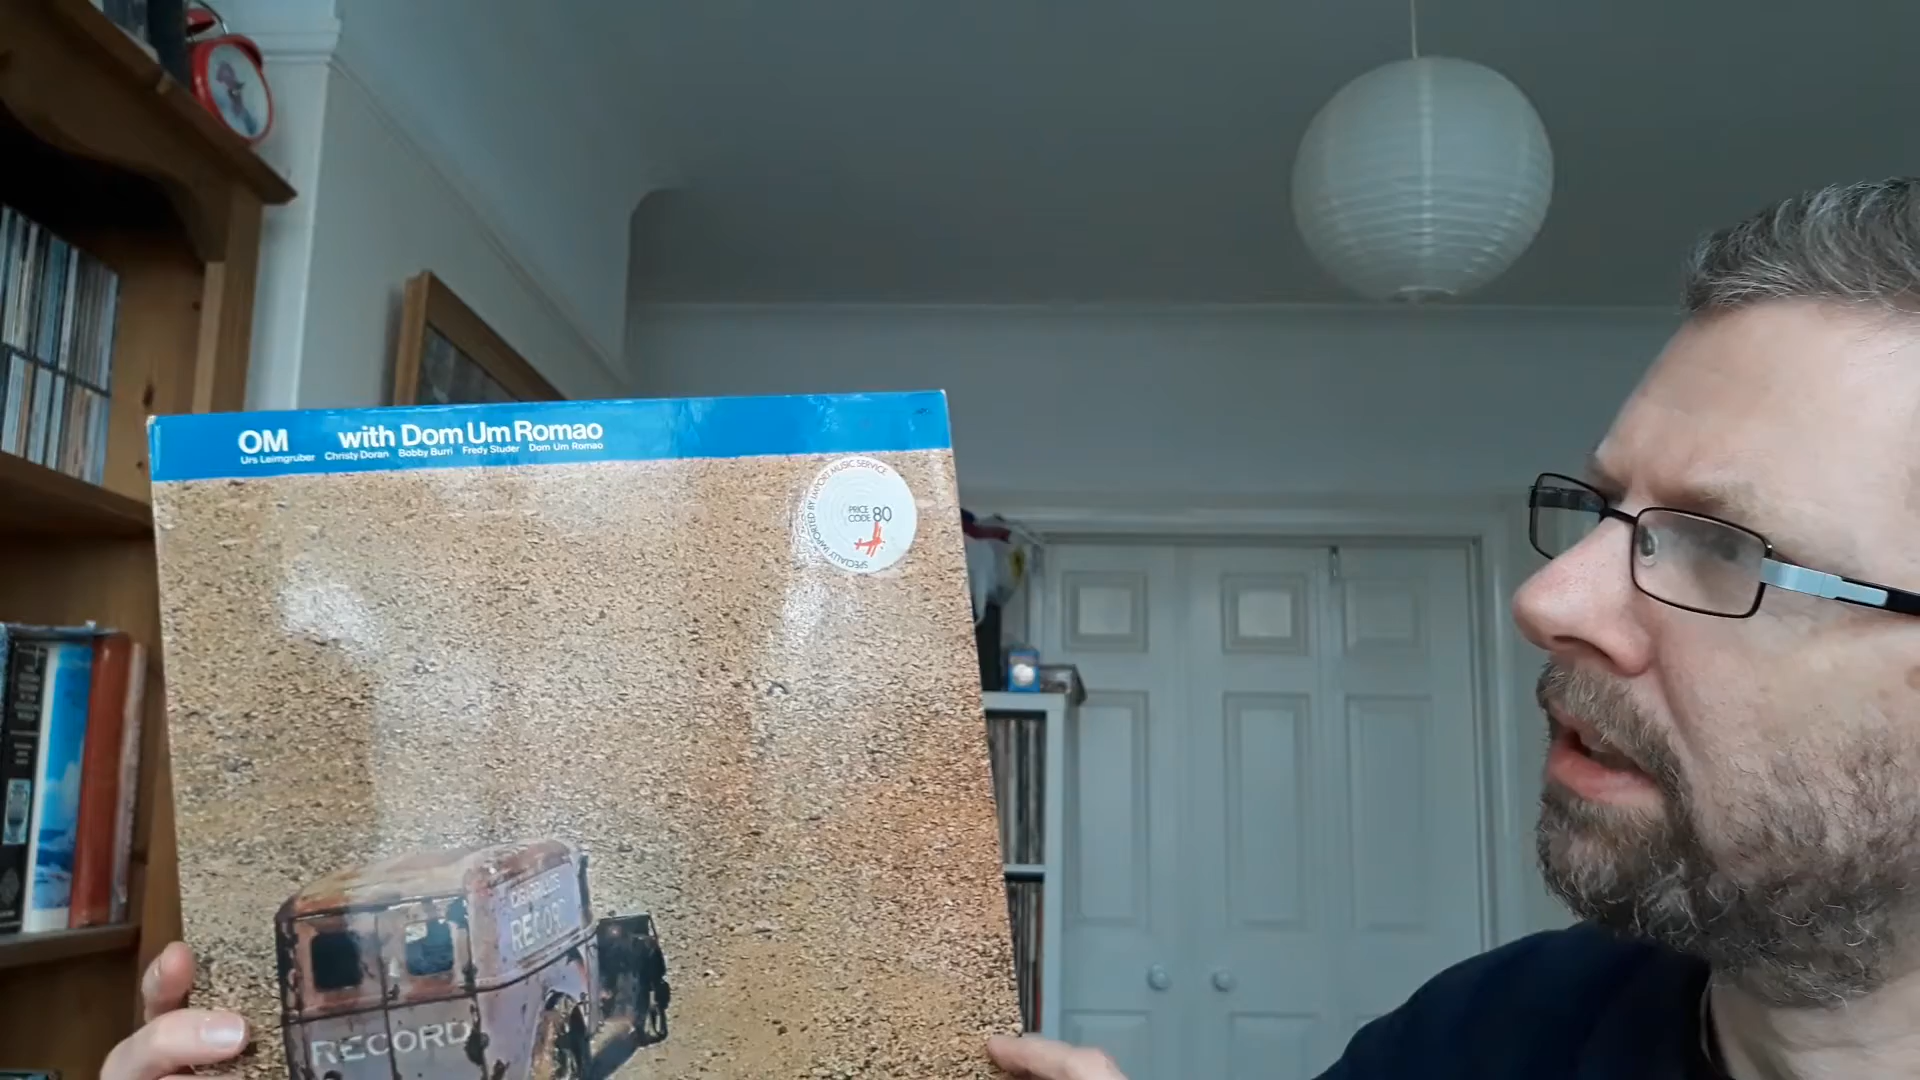 OM with Dom Um Romao
Urs Leimgruber Christy Doran Bobby Burri Fredy Studer Dom Um Romao
SPECIALLY IMPORTED BY IMPORT MUSIC SERVICE
PRICE
CODE 80
RECORD
RECORD